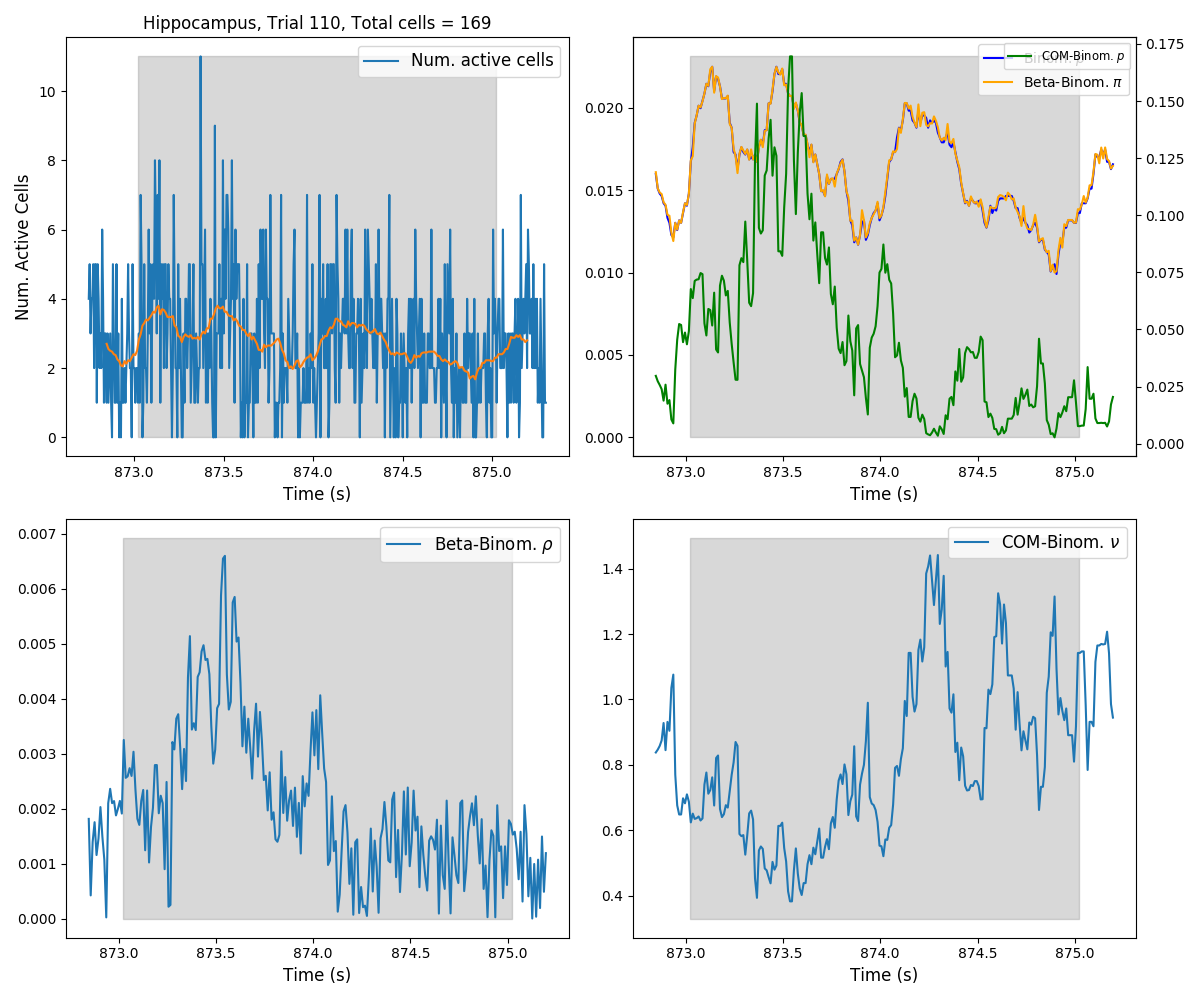 Hippocampus, Trial 110, Total cells = 169
Num. active cells
Num. Active Cells
10
8
6
4
2
0
873.0 873.5 874.0 874.5 875.0
Time (s)
COM-Binom. p
Binom. p
Beta-Binom. π
0.020
0.015
0.010
0.005
0.000
0.175
0.150
0.125
0.100
0.075
0.050
0.025
0.000
873.0 873.5 874.0 874.5 875.0
Time (s)
Beta-Binom. ρ
0.007
0.006
0.005
0.004
0.003
0.002
0.001
0.000
873.0 873.5 874.0 874.5 875.0
Time (s)
COM-Binom. ν
1.4
1.2
1.0
0.8
0.6
0.4
873.0 873.5 874.0 874.5 875.0
Time (s)